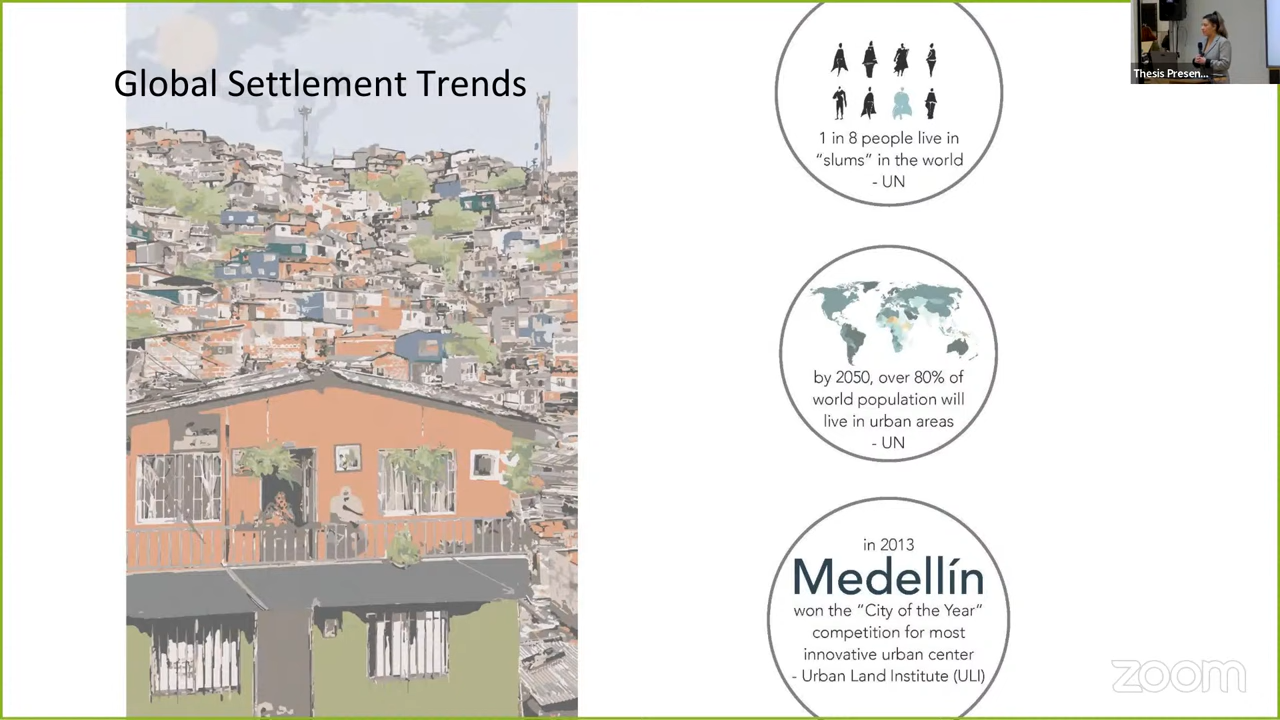 Global Settlement Trends
1 in 8 people live in
“slums” in the world
- UN
by 2050, over 80% of
world population will
live in urban areas
- UN
in 2013
Medellín
won the “City of the Year“
competition for most
innovative urban center
- Urban Land Institute (ULI)
Thesis Presen...
zoom